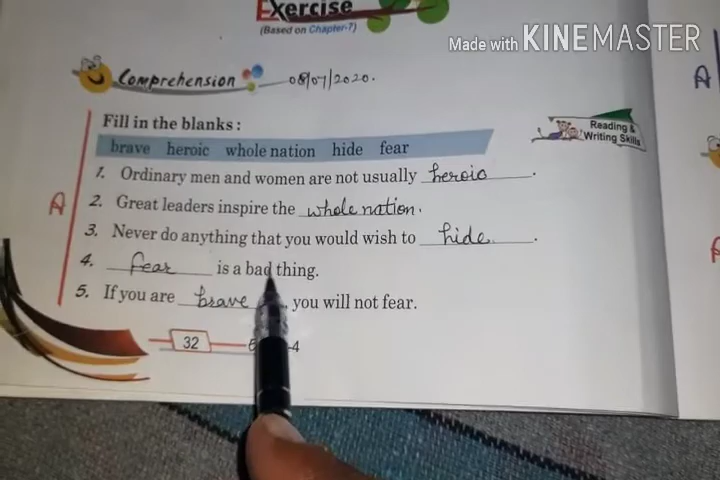 Exercise
(Based on Chapter-7)
Made with KINEMASTER
Comprehension 08/07/2020.
Fill in the blanks :
Reading &
Writing Skills
brave heroic whole nation hide fear
1. Ordinary men and women are not usually heroic .
A 2. Great leaders inspire the whole nation.
3. Never do anything that you would wish to hide .
4. fear is a bad thing.
5. If you are brave you will not fear.
32